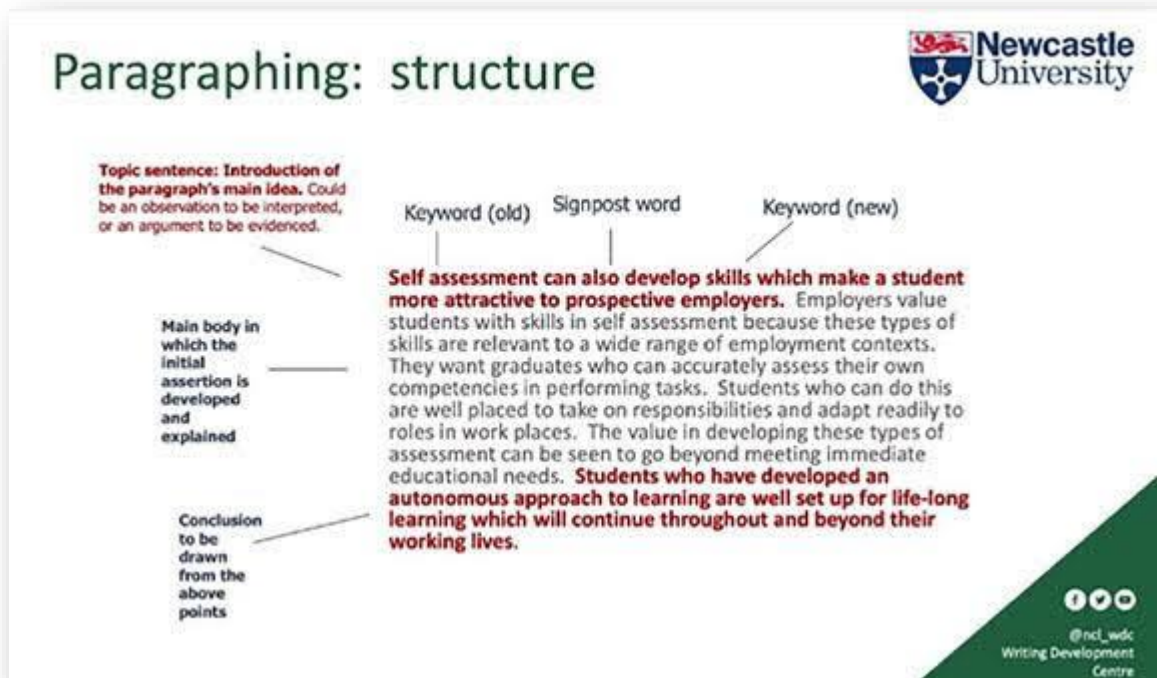 Paragraphing: structure
Newcastle
University
Topic sentence: Introduction of
the paragraph's main idea. Could
be an observation to be interpreted,
or an argument to be evidenced.
Keyword (old)
Signpost word
Keyword (new)
Self assessment can also develop skills which make a student
more attractive to prospective employers. Employers value
students with skills in self assessment because these types of
skills are relevant to a wide range of employment contexts.
They want graduates who can accurately assess their own
competencies in performing tasks. Students who can do this
are well placed to take on responsibilities and adapt readily to
roles in work places. The value in developing these types of
assessment can be seen to go beyond meeting immediate
educational needs. Students who have developed an
autonomous approach to learning are well set up for life-long
learning which will continue throughout and beyond their
working lives.
Main body in
which the
initial
assertion is
developed
and
explained
Conclusion
to be
drawn
from the
above
points
@ncl_wdc
Writing Development
Centre